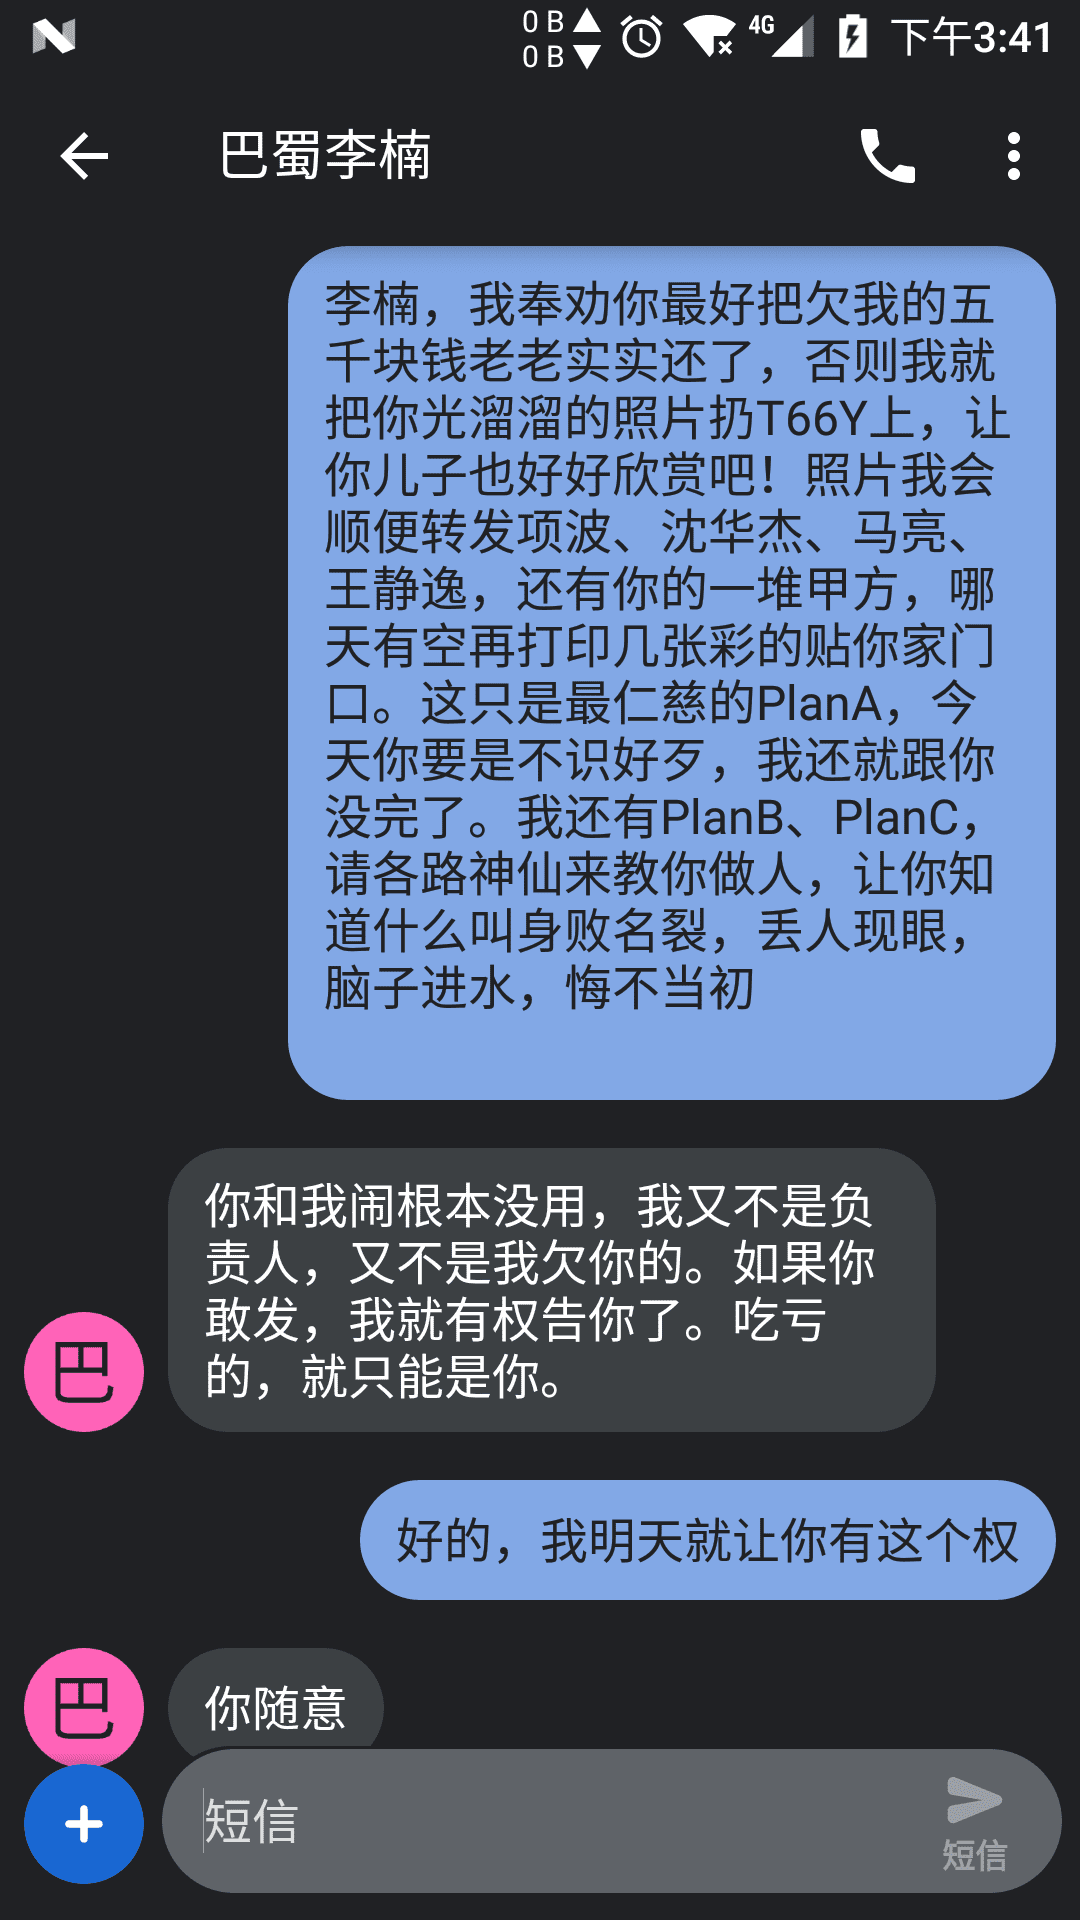 0 B
0 B
4G
下午3:41
巴蜀李楠
李楠，我奉劝你最好把欠我的五
千块钱老老实实还了，否则我就
把你光溜溜的照片扔T66Y上，让
你儿子也好好欣赏吧！照片我会
顺便转发项波、沈华杰、马亮、
王静逸，还有你的一堆甲方，哪
天有空再打印几张彩的贴你家门
口。这只是最仁慈的PlanA，今
天你要是不识好歹，我还就跟你
没完了。我还有PlanB、PlanC，
请各路神仙来教你做人，让你知
道什么叫身败名裂，丢人现眼，
脑子进水，悔不当初
你和我闹根本没用，我又不是负
责人，又不是我欠你的。如果你
敢发，我就有权告你了。吃亏
的，就只能是你。
巴
好的，我明天就让你有这个权
巴
你随意
短信
短信